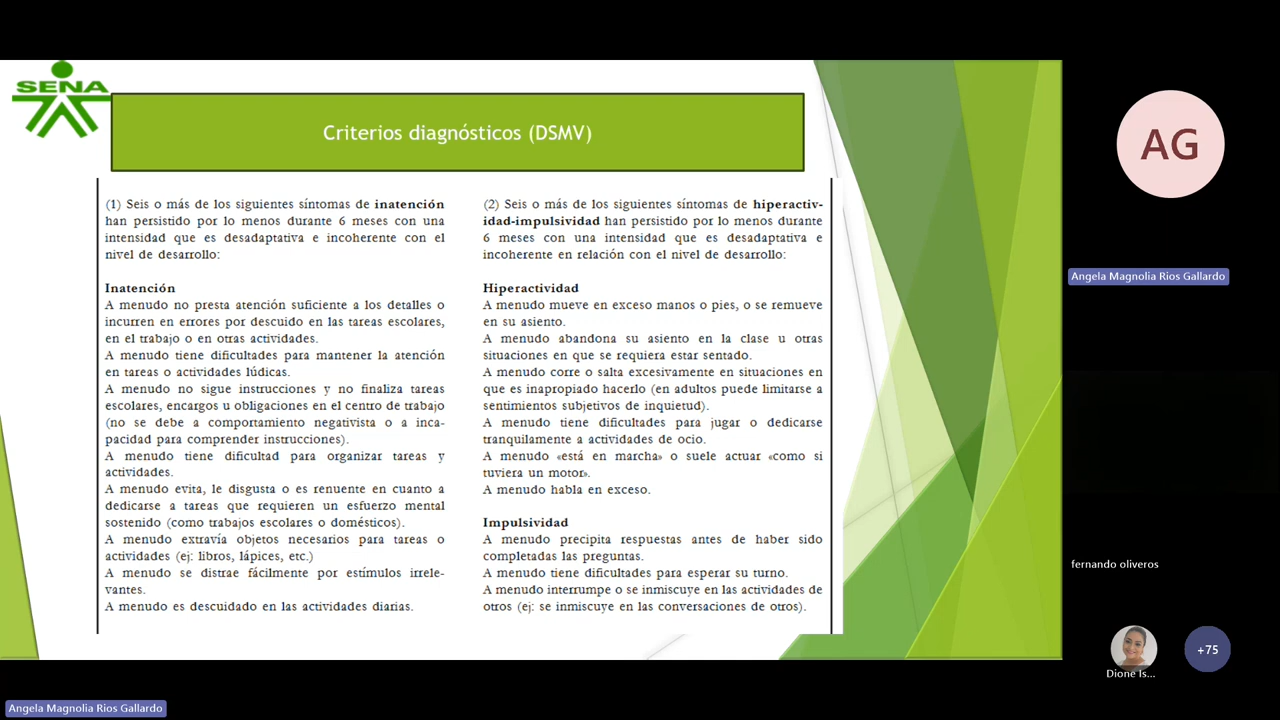 SENA
Criterios diagnósticos (DSMV)
(1) Seis o más de los siguientes síntomas de inatención
han persistido por lo menos durante 6 meses con una
intensidad que es desadaptativa e incoherente con el
nivel de desarrollo:
Inatención
A menudo no presta atención suficiente a los detalles o
incurren en errores por descuido en las tareas escolares,
en el trabajo o en otras actividades.
A menudo tiene dificultades para mantener la atención
en tareas o actividades lúdicas.
A menudo no sigue instrucciones y no finaliza tareas
escolares, encargos u obligaciones en el centro de trabajo
(no se debe a comportamiento negativista o a inca-
pacidad para comprender instrucciones).
A menudo tiene dificultad para organizar tareas y
actividades.
A menudo evita, le disgusta o es renuente en cuanto a
dedicarse a tareas que requieren un esfuerzo mental
sostenido (como trabajos escolares o domésticos).
A menudo extravía objetos necesarios para tareas o
actividades (ej: libros, lápices, etc.)
A menudo se distrae fácilmente por estímulos irrele-
vantes.
A menudo es descuidado en las actividades diarias.
(2) Seis o más de los siguientes síntomas de hiperactiv-
idad-impulsividad han persistido por lo menos durante
6 meses con una intensidad que es desadaptativa e
incoherente en relación con el nivel de desarrollo:
Hiperactividad
A menudo mueve en exceso manos o pies, o se remueve
en su asiento.
A menudo abandona su asiento en la clase u otras
situaciones en que se requiera estar sentado.
A menudo corre o salta excesivamente en situaciones en
que es inapropiado hacerlo (en adultos puede limitarse a
sentimientos subjetivos de inquietud).
A menudo tiene dificultades para jugar o dedicarse
tranquilamente a actividades de ocio.
A menudo «está en marcha» o suele actuar «como si
tuviera un motor».
A menudo habla en exceso.
Impulsividad
A menudo precipita respuestas antes de haber sido
completadas las preguntas.
A menudo tiene dificultades para esperar su turno.
A menudo interrumpe o se inmiscuye en las actividades de
otros (ej: se inmiscuye en las conversaciones de otros).
AG
Angela Magnolia Rios Gallardo
fernando oliveros
Dione Is...
+75
Angela Magnolia Rios Gallardo